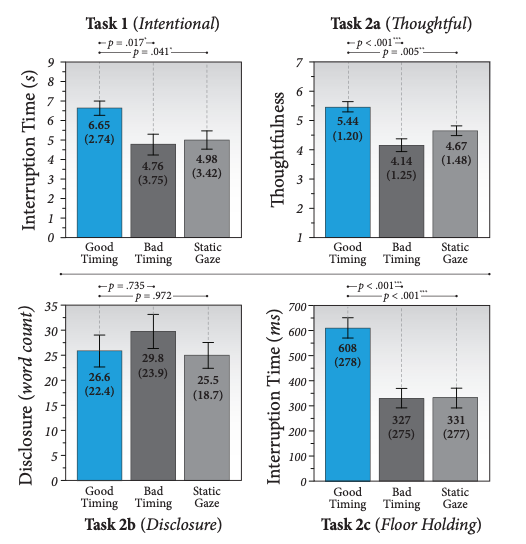 Task 1 (Intentional)
p = .017*
p = .041*
Interruption Time (s)
9
8
7
6
5
4
3
2
1
0
6.65
(2.74)
4.76
(3.75)
4.98
(3.42)
Good
Timing
Bad
Timing
Static
Gaze
Task 2a (Thoughtful)
p < .001***
p = .005**
Thoughtfulness
7
6
5
4
3
2
1
5.44
(1.20)
4.14
(1.25)
4.67
(1.48)
Good
Timing
Bad
Timing
Static
Gaze
p = .735
p = .972
Disclosure (word count)
35
30
25
20
15
10
5
0
26.6
(22.4)
29.8
(23.9)
25.5
(18.7)
Good
Timing
Bad
Timing
Static
Gaze
Task 2b (Disclosure)
p < .001***
p < .001***
Interruption Time (ms)
700
600
500
400
300
200
100
0
608
(278)
327
(275)
331
(277)
Good
Timing
Bad
Timing
Static
Gaze
Task 2c (Floor Holding)